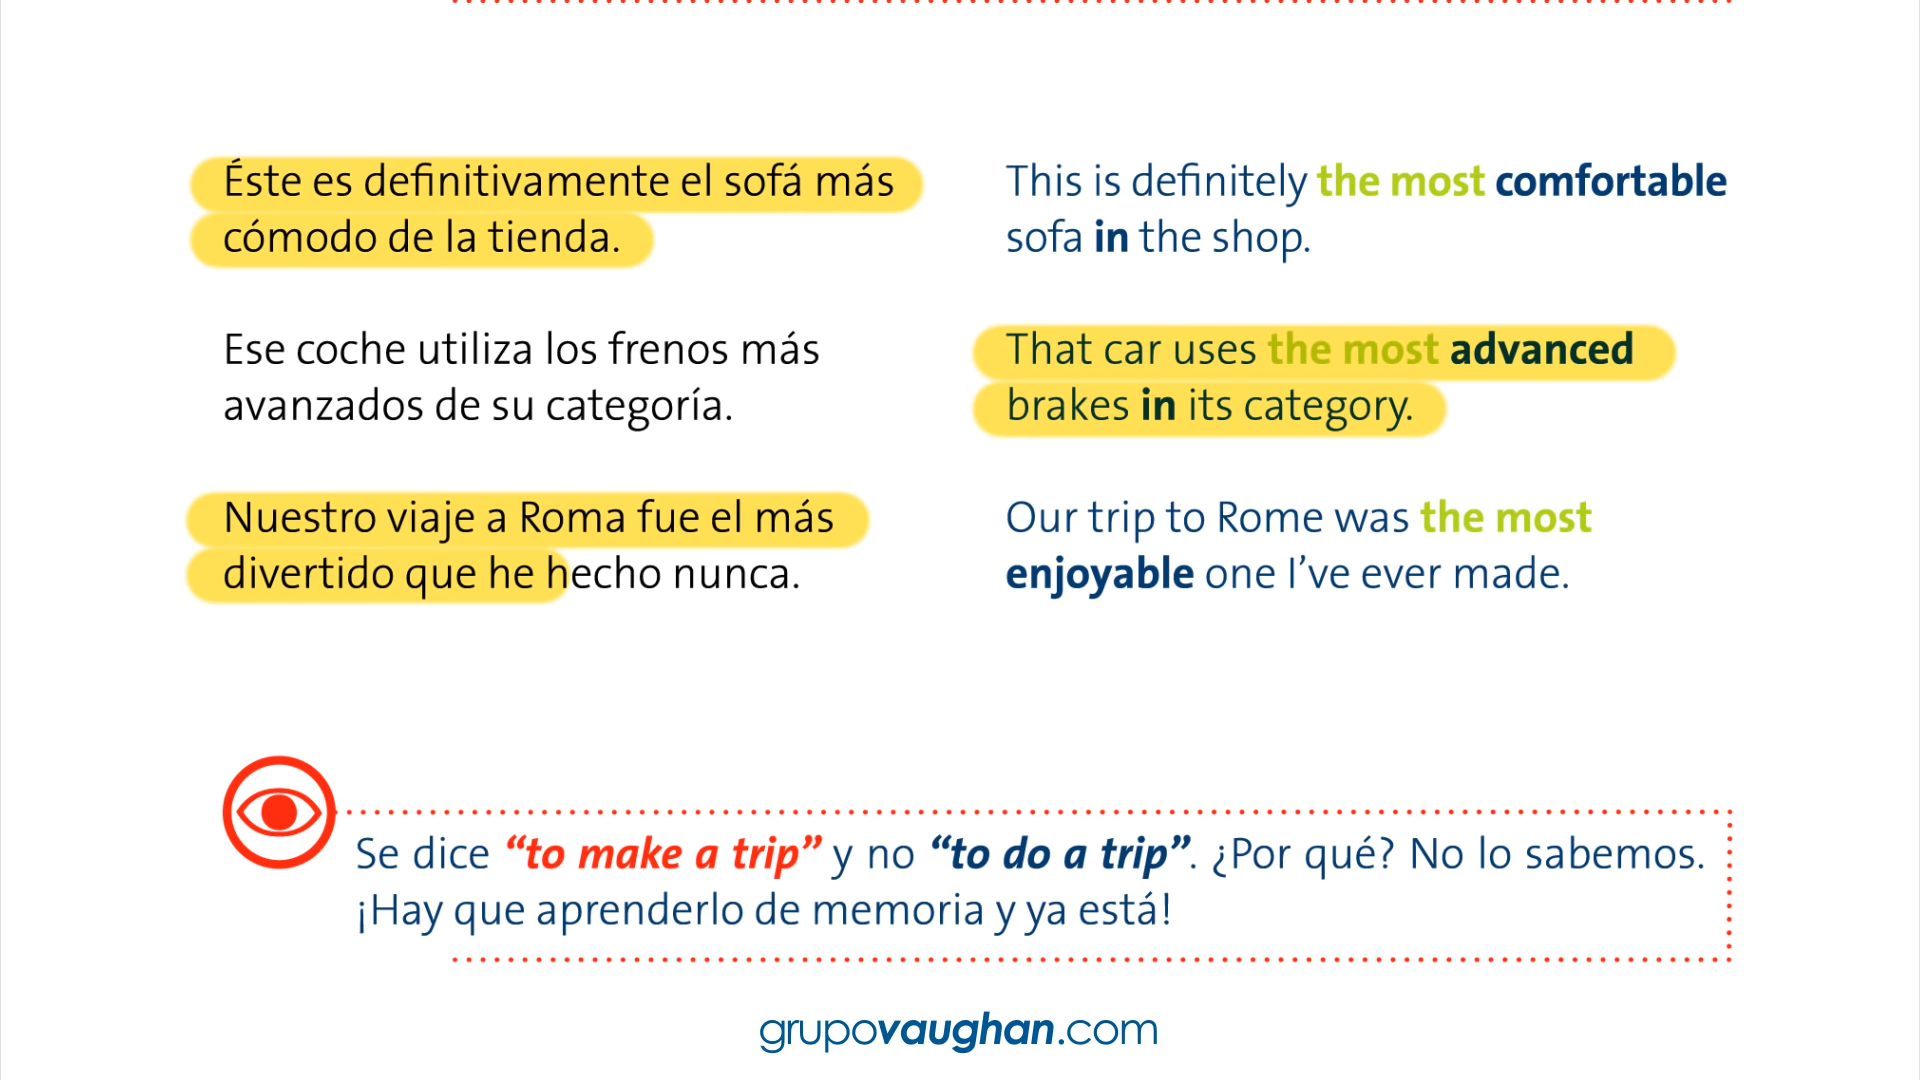 Éste es definitivamente el sofá más
cómodo de la tienda.
This is definitely the most comfortable
sofa in the shop.
Ese coche utiliza los frenos más
avanzados de su categoría.
That car uses the most advanced
brakes in its category.
Nuestro viaje a Roma fue el más
divertido que he hecho nunca.
Our trip to Rome was the most
enjoyable one I’ve ever made.
Se dice “to make a trip” y no “to do a trip”. ¿Por qué? No lo sabemos.
¡Hay que aprenderlo de memoria y ya está!
grupovaughan.com